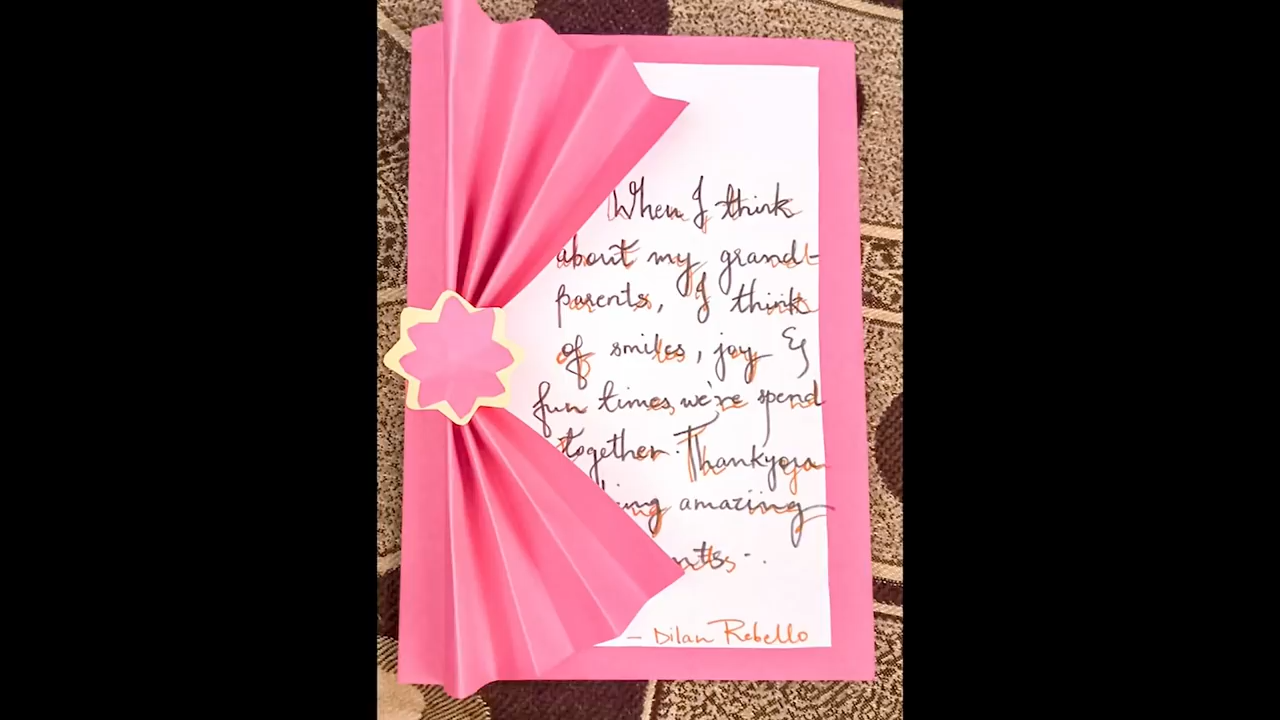 When I think
about my grand-
parents, I think
of smiles, joy &
fun times, we're spend
together. Thankyou
amazing
- Dilan Rebello